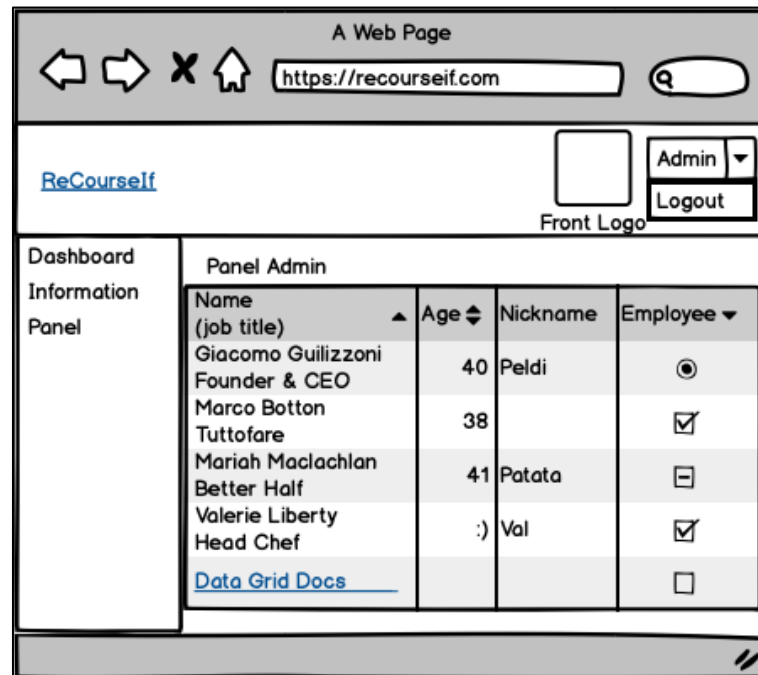 A Web Page
https://recourseif.com
ReCourseIf
Admin
Logout
Front Logo
Dashboard
Information
Panel
Panel Admin
Name
(job title)
Age
Nickname
Employee
Giacomo Guilizzoni
Founder & CEO
40
Peldi
Marco Botton
Tuttofare
38
Mariah Maclachlan
Better Half
41
Patata
Valerie Liberty
Head Chef
:)
Val
Data Grid Docs